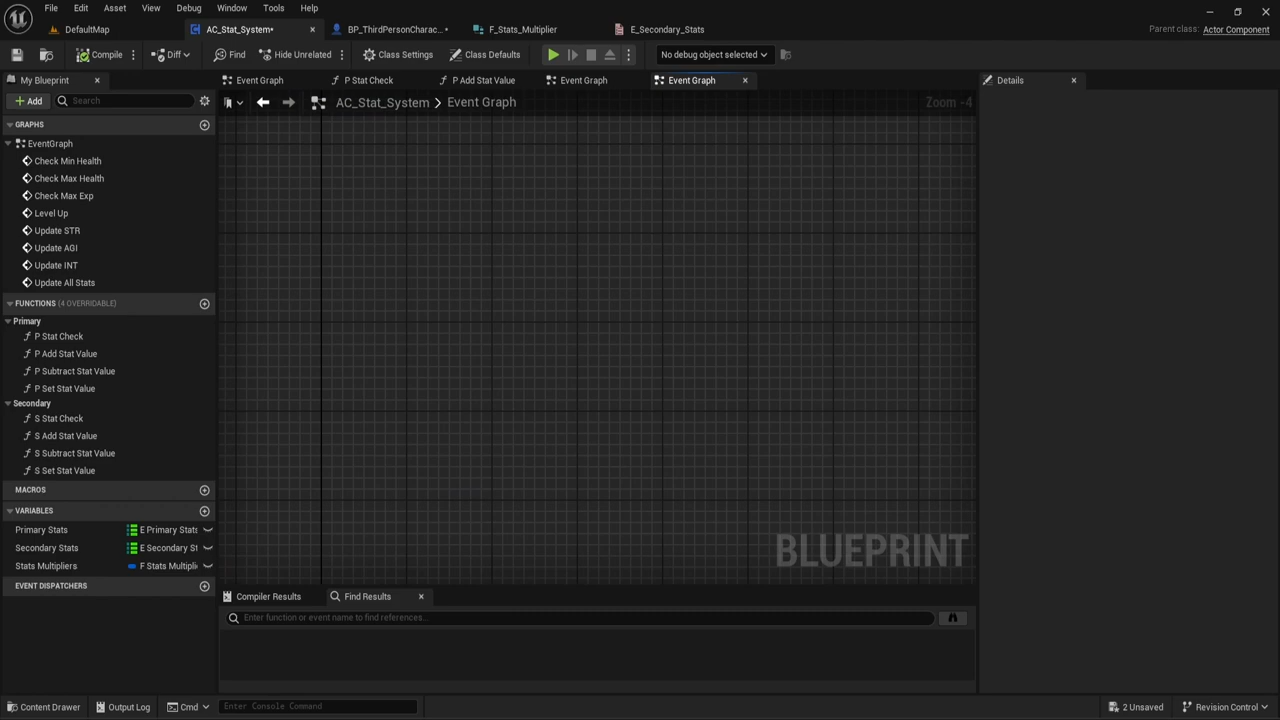 File Edit Asset View Debug Window Tools Help
DefaultMap AC_Stat_System* BP_ThirdPersonCharac..* F_Stats_Multiplier E_Secondary_Stats
Parent class: Actor Component
Compile Diff Find Hide Unrelated Class Settings Class Defaults No debug object selected
My Blueprint Event Graph P Stat Check P Add Stat Value Event Graph Event Graph Details
Add Search AC_Stat_System > Event Graph Zoom -4
GRAPHS
EventGraph
Check Min Health
Check Max Health
Check Max Exp
Level Up
Update STR
Update AGI
Update INT
Update All Stats
FUNCTIONS (4 OVERRIDABLE)
Primary
P Stat Check
P Add Stat Value
P Subtract Stat Value
P Set Stat Value
Secondary
S Stat Check
S Add Stat Value
S Subtract Stat Value
S Set Stat Value
MACROS
VARIABLES
Primary Stats E Primary Stats
Secondary Stats E Secondary St
Stats Multipliers F Stats Multipli
EVENT DISPATCHERS
BLUEPRINT
Compiler Results Find Results
Enter function or event name to find references...
Content Drawer Output Log Cmd Enter Console Command 2 Unsaved Revision Control